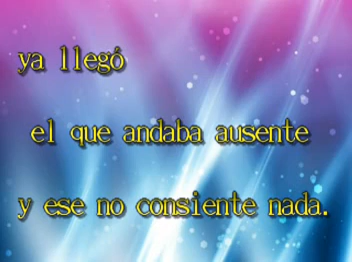 ya llegó
el que andaba ausente
y ese no consiente nada.